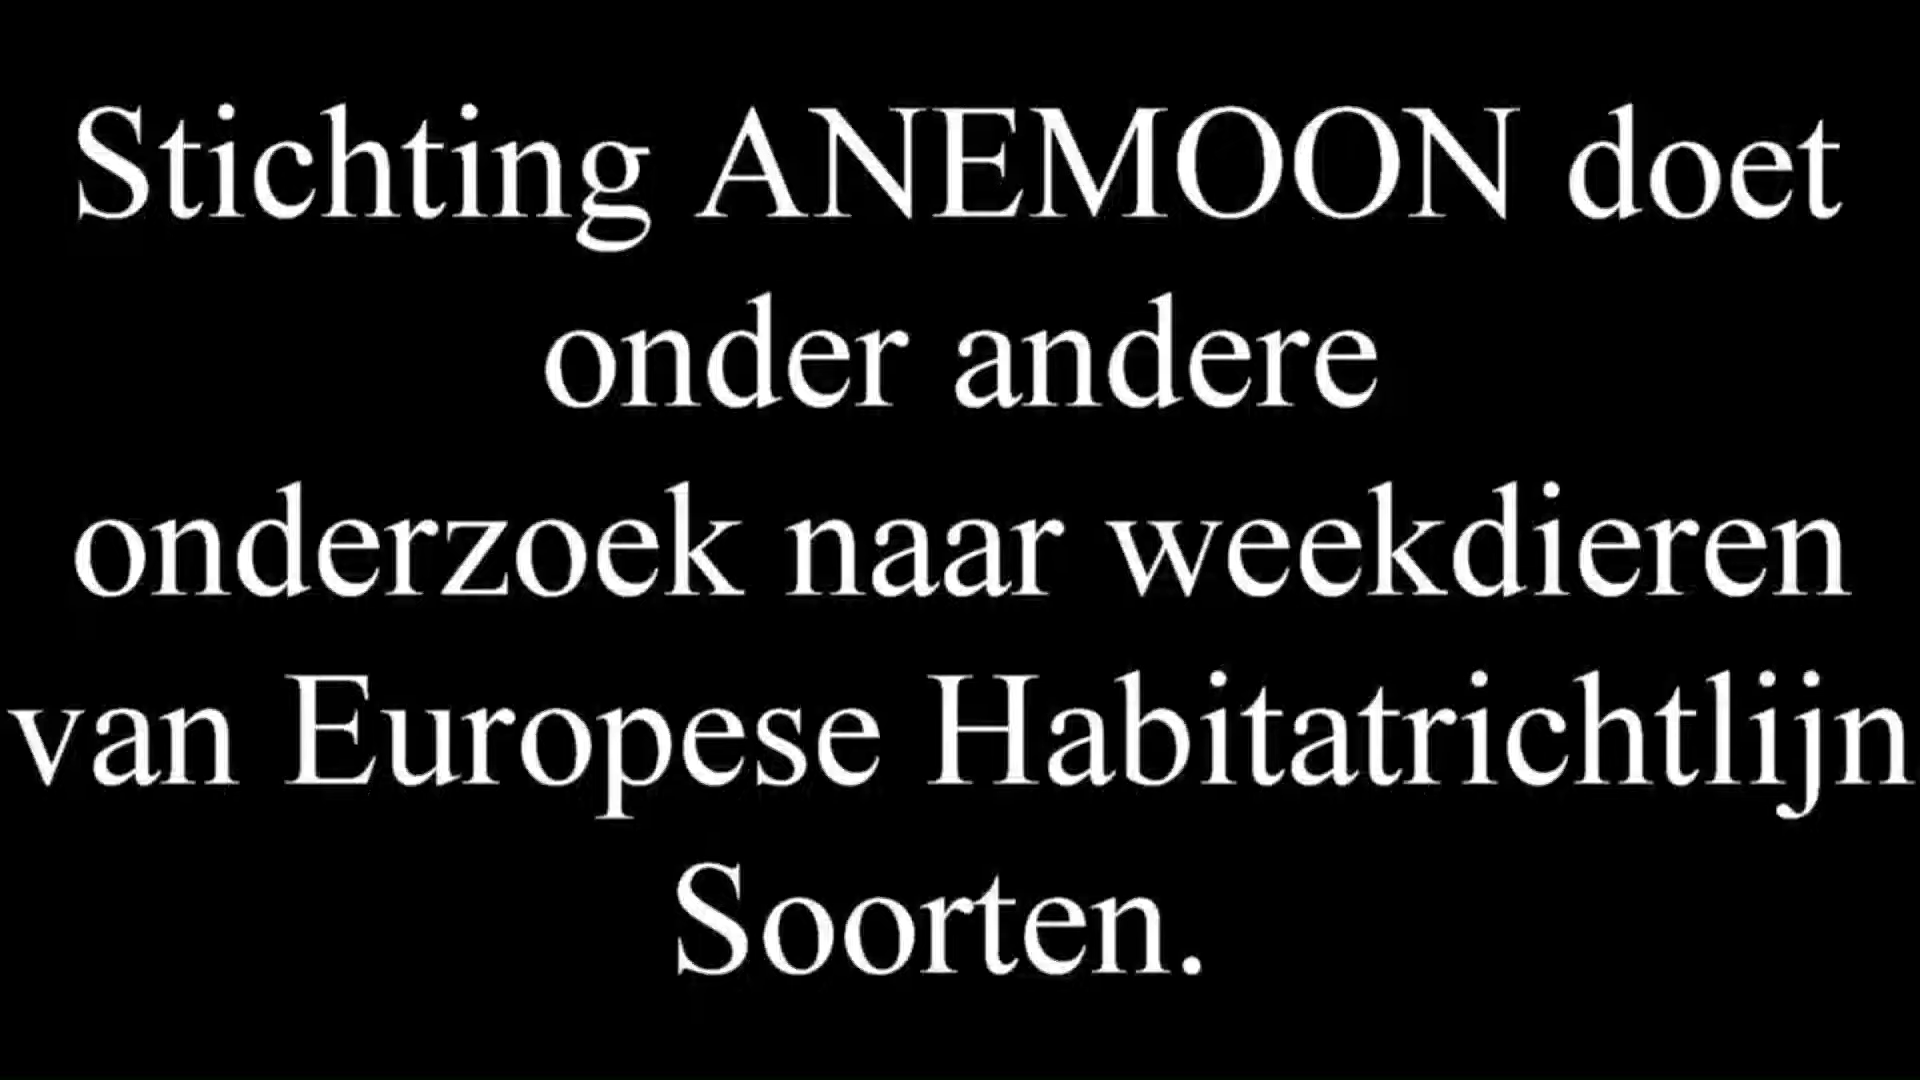 Stichting ANEMOON doet
onder andere
onderzoek naar weekdieren
van Europese Habitatrichtlijn
Soorten.